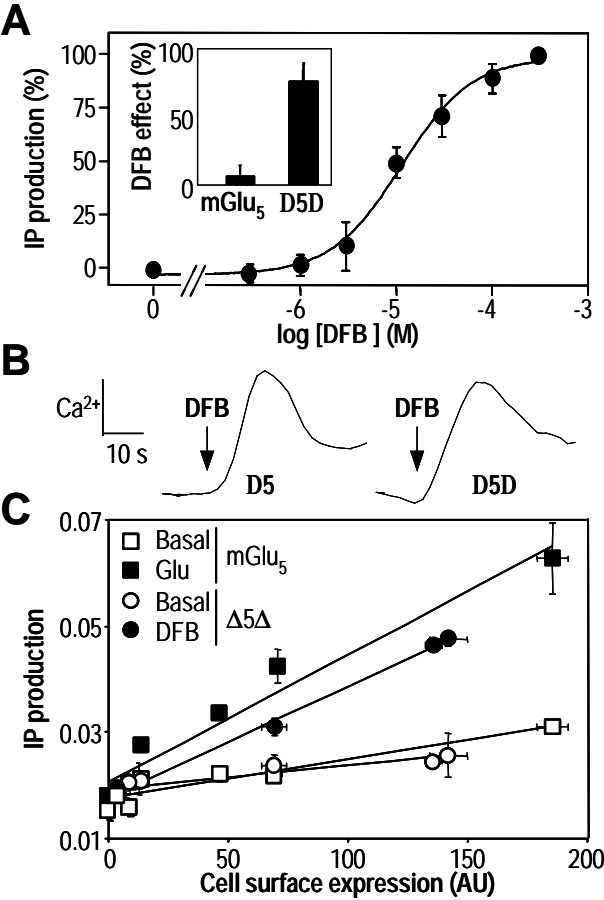 A
IP production (%)
100
75
50
25
0
DFB effect (%)
100
50
0
mGlu5 D5D
0 -6 -5 -4 -3
log [DFB ] (M)
B
Ca2+
10 s
DFB
D5
DFB
D5D
C
IP production
0.07
0.05
0.03
0.01
Basal
Glu
mGlu5
Basal
DFB
Δ5Δ
0 50 100 150 200
Cell surface expression (AU)